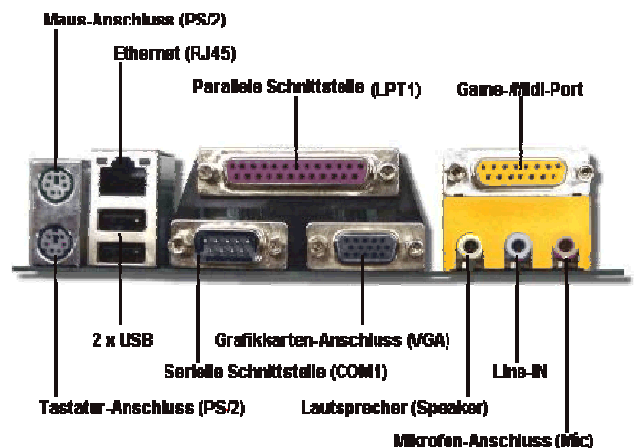 Maus-Anschluss (PS/2)
Ethernet (RJ45)
Parallele Schnittstelle (LPT1)
Game-/Midi-Port
2 x USB
Grafikkarten-Anschluss (VGA)
Line-IN
Serielle Schnittstelle (COM1)
Tastatur-Anschluss (PS/2)
Lautsprecher (Speaker)
Mikrofon-Anschluss (Mic)